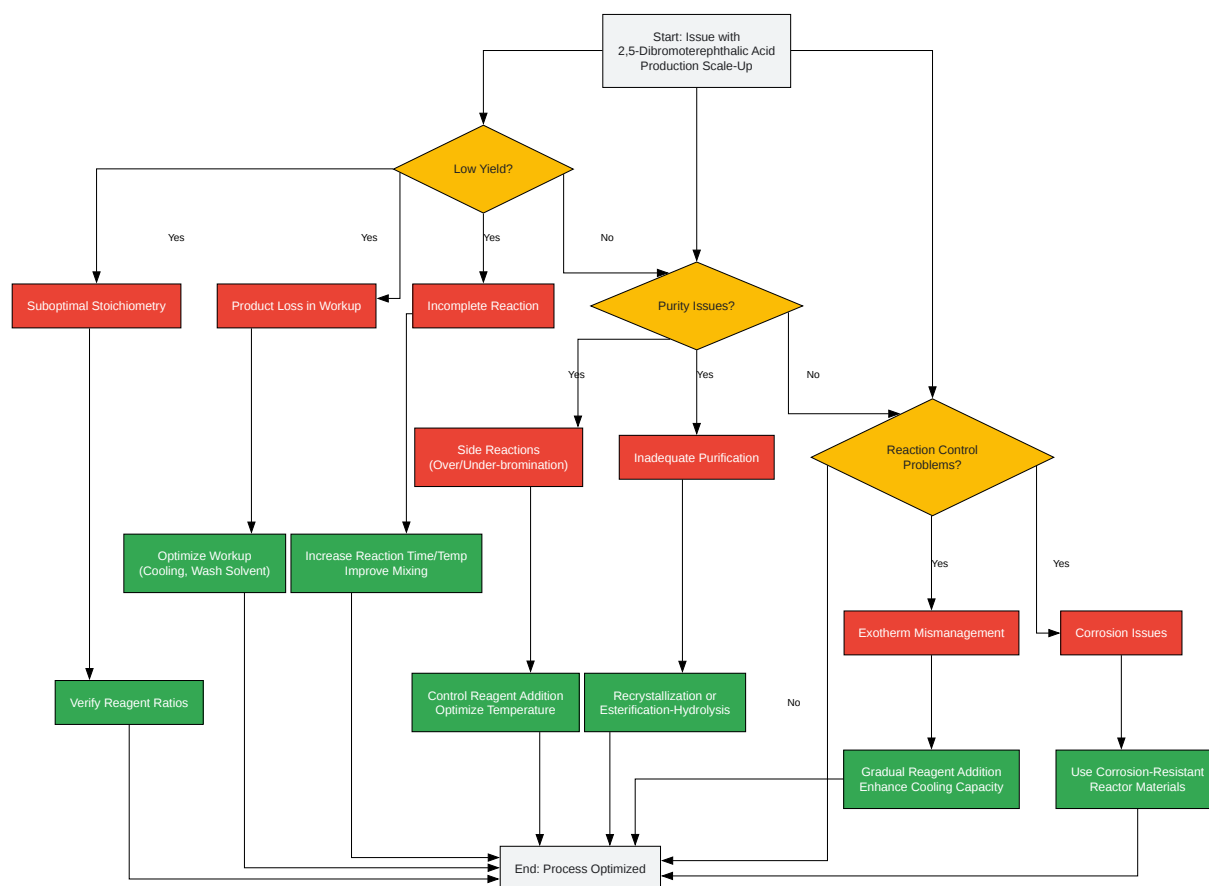 Start: Issue with
2,5-Dibromoterephthalic Acid
Production Scale-Up
Low Yield?
Yes
Yes
Yes
No
Suboptimal Stoichiometry
Product Loss in Workup
Incomplete Reaction
Purity Issues?
Yes
Yes
No
Side Reactions
(Over/Under-bromination)
Inadequate Purification
Reaction Control
Problems?
Optimize Workup
(Cooling, Wash Solvent)
Increase Reaction Time/Temp
Improve Mixing
Yes
Yes
Exotherm Mismanagement
Corrosion Issues
Verify Reagent Ratios
Control Reagent Addition
Optimize Temperature
Recrystallization or
Esterification-Hydrolysis
No
Gradual Reagent Addition
Enhance Cooling Capacity
Use Corrosion-Resistant
Reactor Materials
End: Process Optimized